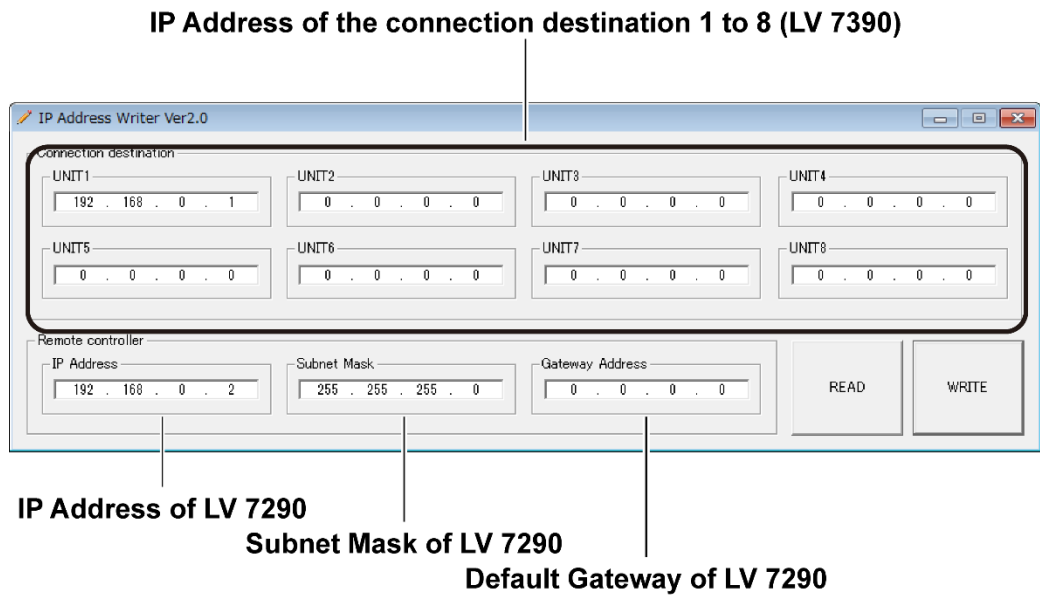 IP Address of the connection destination 1 to 8 (LV 7390)
IP Address Writer Ver2.0
Connection destination
UNIT1 UNIT2 UNIT3 UNIT4
192 . 168 . 0 . 1 0 . 0 . 0 . 0 0 . 0 . 0 . 0 0 . 0 . 0 . 0
UNIT5 UNIT6 UNIT7 UNIT8
0 . 0 . 0 . 0 0 . 0 . 0 . 0 0 . 0 . 0 . 0 0 . 0 . 0 . 0
Remote controller
IP Address Subnet Mask Gateway Address
192 . 168 . 0 . 2 255 . 255 . 255 . 0 0 . 0 . 0 . 0 READ WRITE
IP Address of LV 7290
Subnet Mask of LV 7290
Default Gateway of LV 7290